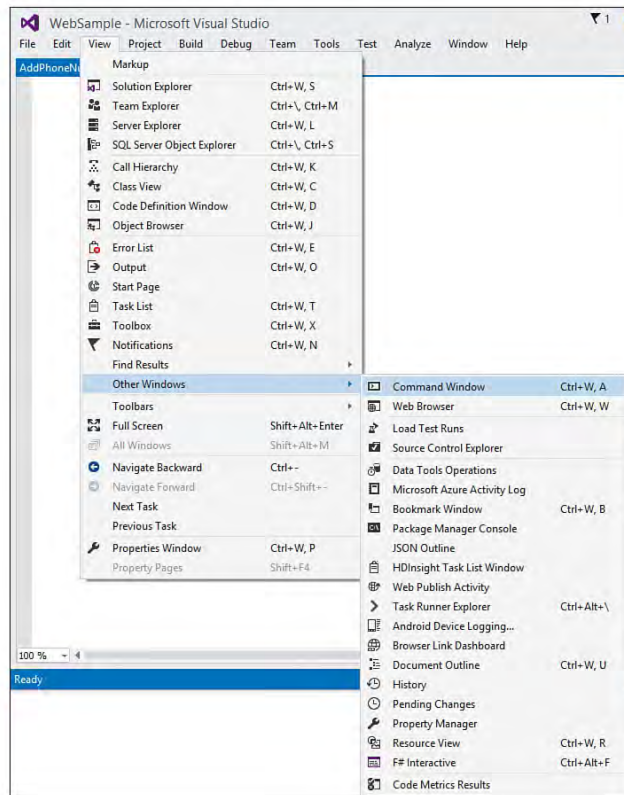 WebSample - Microsoft Visual Studio
1
File Edit View Project Build Debug Team Tools Test Analyze Window Help
AddPhoneNu
Markup
Solution Explorer Ctrl+W, S
Team Explorer Ctrl+\, Ctrl+M
Server Explorer Ctrl+W, L
SQL Server Object Explorer Ctrl+\, Ctrl+S
Call Hierarchy Ctrl+W, K
Class View Ctrl+W, C
Code Definition Window Ctrl+W, D
Object Browser Ctrl+W, J
Error List Ctrl+W, E
Output Ctrl+W, O
Start Page
Task List Ctrl+W, T
Toolbox Ctrl+W, X
Notifications Ctrl+W, N
Find Results
Other Windows
Toolbars
Full Screen Shift+Alt+Enter
All Windows Shift+Alt+M
Navigate Backward Ctrl+-
Navigate Forward Ctrl+Shift+-
Next Task
Previous Task
Properties Window Ctrl+W, P
Property Pages Shift+F4
Command Window Ctrl+W, A
Web Browser Ctrl+W, W
Load Test Runs
Source Control Explorer
Data Tools Operations
Microsoft Azure Activity Log
Bookmark Window Ctrl+W, B
Package Manager Console
JSON Outline
HDInsight Task List Window
Web Publish Activity
Task Runner Explorer Ctrl+Alt+\
Android Device Logging...
Browser Link Dashboard
Document Outline Ctrl+W, U
History
Pending Changes
Property Manager
Resource View Ctrl+W, R
F# Interactive Ctrl+Alt+F
Code Metrics Results
100 %
Ready